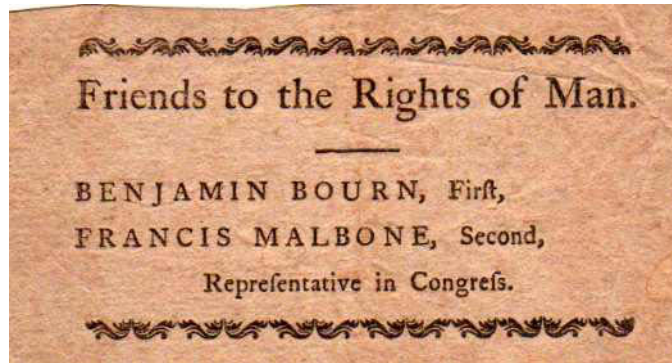 Friends to the Rights of Man.
BENJAMIN BOURN, Firſt,
FRANCIS MALBONE, Second,
Repreſentative in Congreſs.